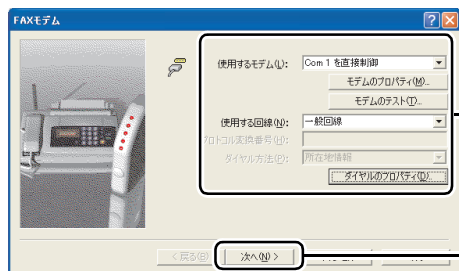 FAXモデム
使用するモデム(L): Com 1 を直接制御
モデムのプロパティ(M)...
モデムのテスト(T)...
使用する回線(N): 一般回線
プロトコル変換番号(H):
ダイヤル方法(P): 所在地情報
ダイヤルのプロパティ(D)...
< 戻る(B) 次へ(N) >